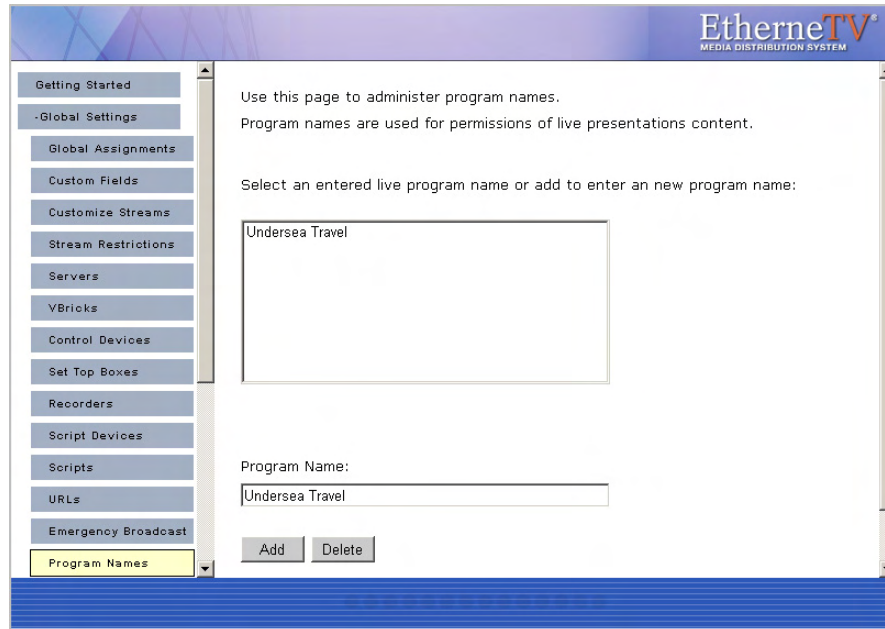 EtherneTV®
MEDIA DISTRIBUTION SYSTEM
Getting Started
-Global Settings
Global Assignments
Custom Fields
Customize Streams
Stream Restrictions
Servers
VBricks
Control Devices
Set Top Boxes
Recorders
Script Devices
Scripts
URLs
Emergency Broadcast
Program Names
Use this page to administer program names.
Program names are used for permissions of live presentations content.
Select an entered live program name or add to enter an new program name:
Undersea Travel
Program Name:
Undersea Travel
Add Delete